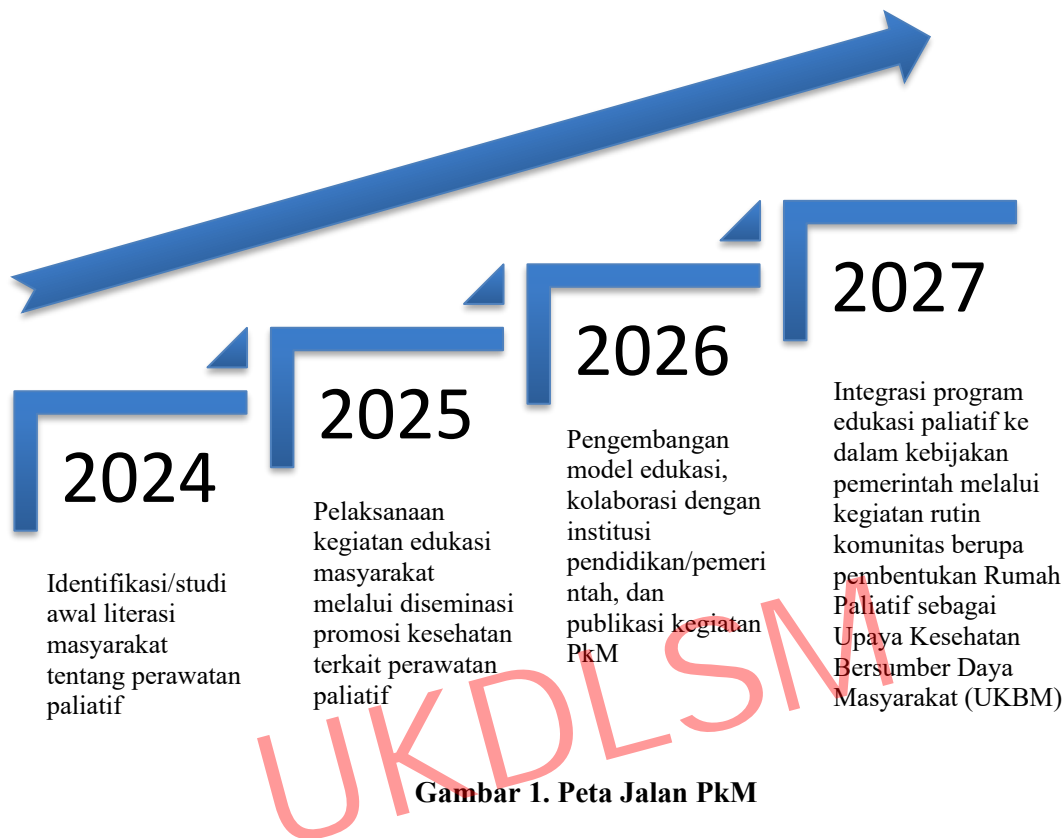 2024
Identifikasi/studi
awal literasi
masyarakat
tentang perawatan
paliatif
2025
Pelaksanaan
kegiatan edukasi
masyarakat
melalui diseminasi
promosi kesehatan
terkait perawatan
paliatif
2026
Pengembangan
model edukasi,
kolaborasi dengan
institusi
pendidikan/pemeri
ntah, dan
publikasi kegiatan
PkM
2027
Integrasi program
edukasi paliatif ke
dalam kebijakan
pemerintah melalui
kegiatan rutin
komunitas berupa
pembentukan Rumah
Paliatif sebagai
Upaya Kesehatan
Bersumber Daya
Masyarakat (UKBM)
UKDLSM
Gambar 1. Peta Jalan PkM